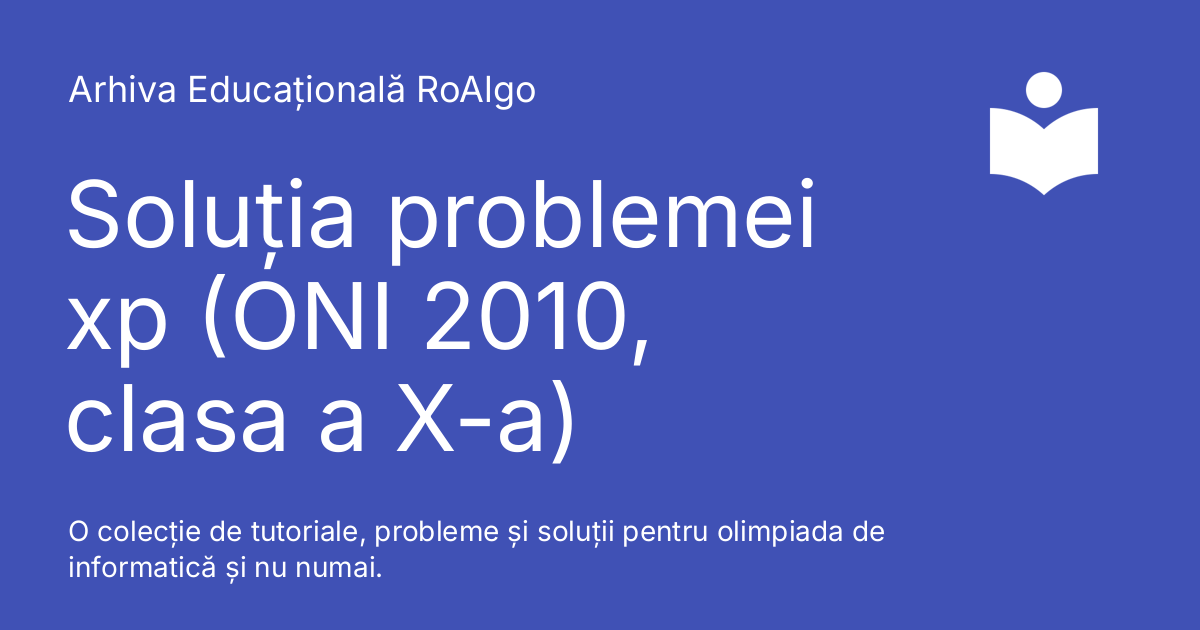 Arhiva Educațională RoAlgo
Soluția problemei
xp (ONI 2010,
clasa a X-a)
O colecție de tutoriale, probleme și soluții pentru olimpiada de
informatică și nu numai.